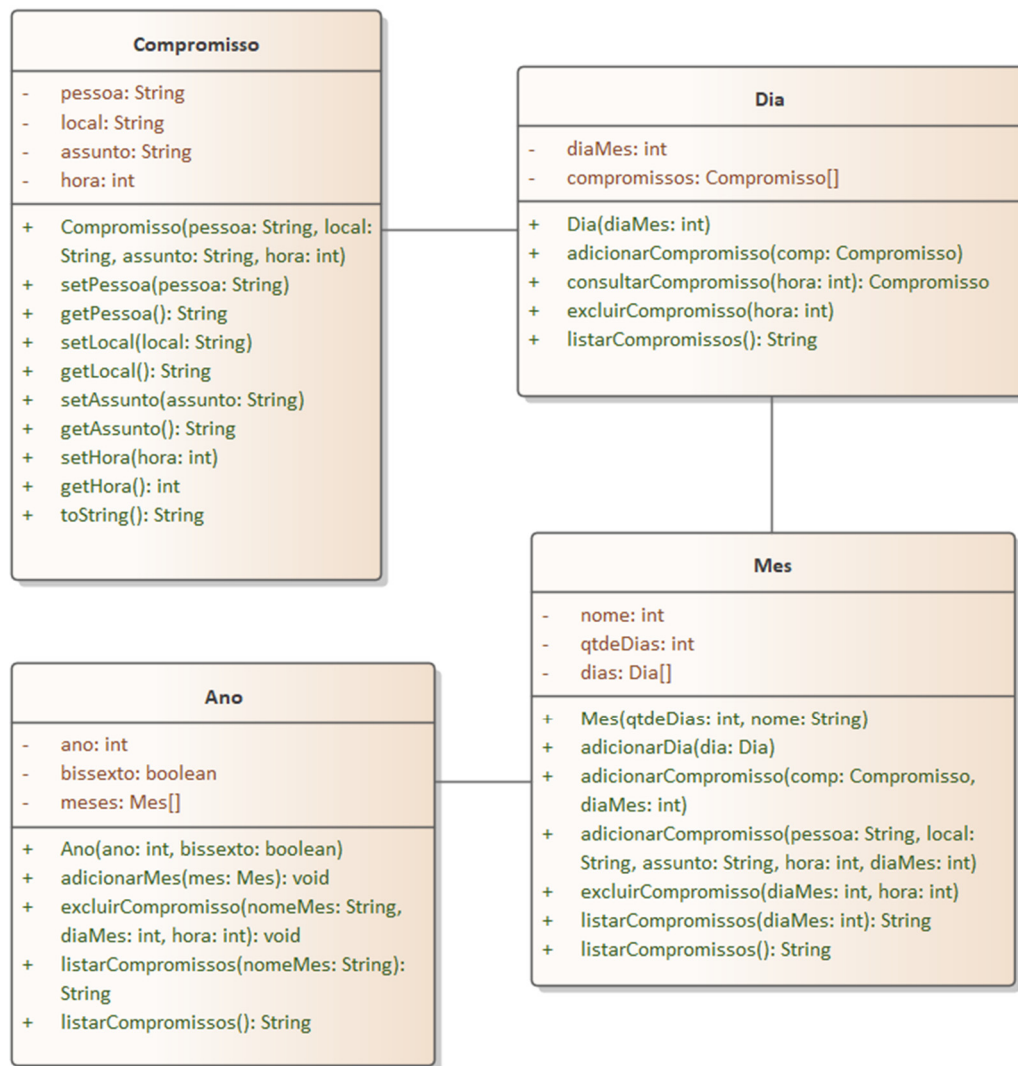 Compromisso
- pessoa: String
- local: String
- assunto: String
- hora: int
+ Compromisso(pessoa: String, local:
String, assunto: String, hora: int)
+ setPessoa(pessoa: String)
+ getPessoa(): String
+ setLocal(local: String)
+ getLocal(): String
+ setAssunto(assunto: String)
+ getAssunto(): String
+ setHora(hora: int)
+ getHora(): int
+ toString(): String
Dia
- diaMes: int
- compromissos: Compromisso[]
+ Dia(diaMes: int)
+ adicionarCompromisso(comp: Compromisso)
+ consultarCompromisso(hora: int): Compromisso
+ excluirCompromisso(hora: int)
+ listarCompromissos(): String
Mes
- nome: int
- qtdeDias: int
- dias: Dia[]
+ Mes(qtdeDias: int, nome: String)
+ adicionarDia(dia: Dia)
+ adicionarCompromisso(comp: Compromisso,
diaMes: int)
+ adicionarCompromisso(pessoa: String, local:
String, assunto: String, hora: int, diaMes: int)
+ excluirCompromisso(diaMes: int, hora: int)
+ listarCompromissos(diaMes: int): String
+ listarCompromissos(): String
Ano
- ano: int
- bissexto: boolean
- meses: Mes[]
+ Ano(ano: int, bissexto: boolean)
+ adicionarMes(mes: Mes): void
+ excluirCompromisso(nomeMes: String,
diaMes: int, hora: int): void
+ listarCompromissos(nomeMes: String):
String
+ listarCompromissos(): String